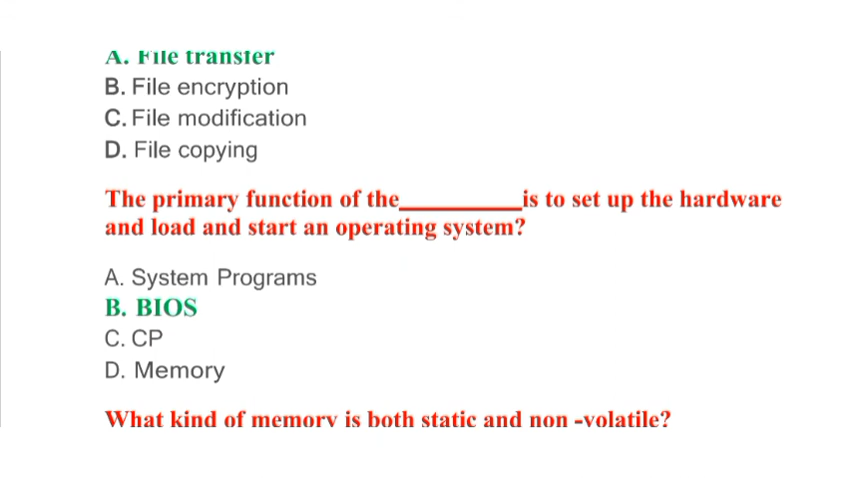 A. File transfer
B. File encryption
C. File modification
D. File copying
The primary function of the__________is to set up the hardware
and load and start an operating system?
A. System Programs
B. BIOS
C. CP
D. Memory
What kind of memory is both static and non -volatile?